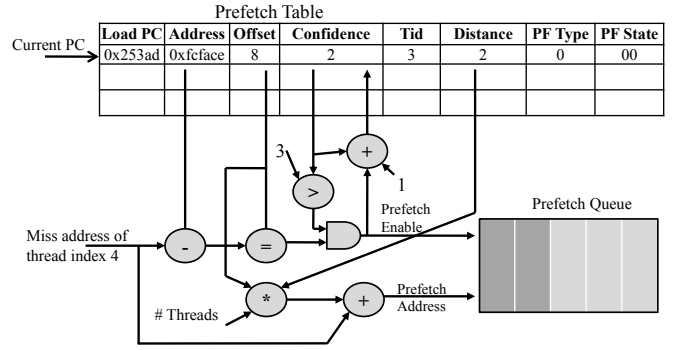 Prefetch Table
Load PC Address Offset Confidence Tid Distance PF Type PF State
Current PC
0x253ad 0xfcface 8 2 3 2 0 00
3
+
>
1
Prefetch
Enable
Prefetch Queue
Miss address of
thread index 4
-
=
*
+
Prefetch
Address
# Threads